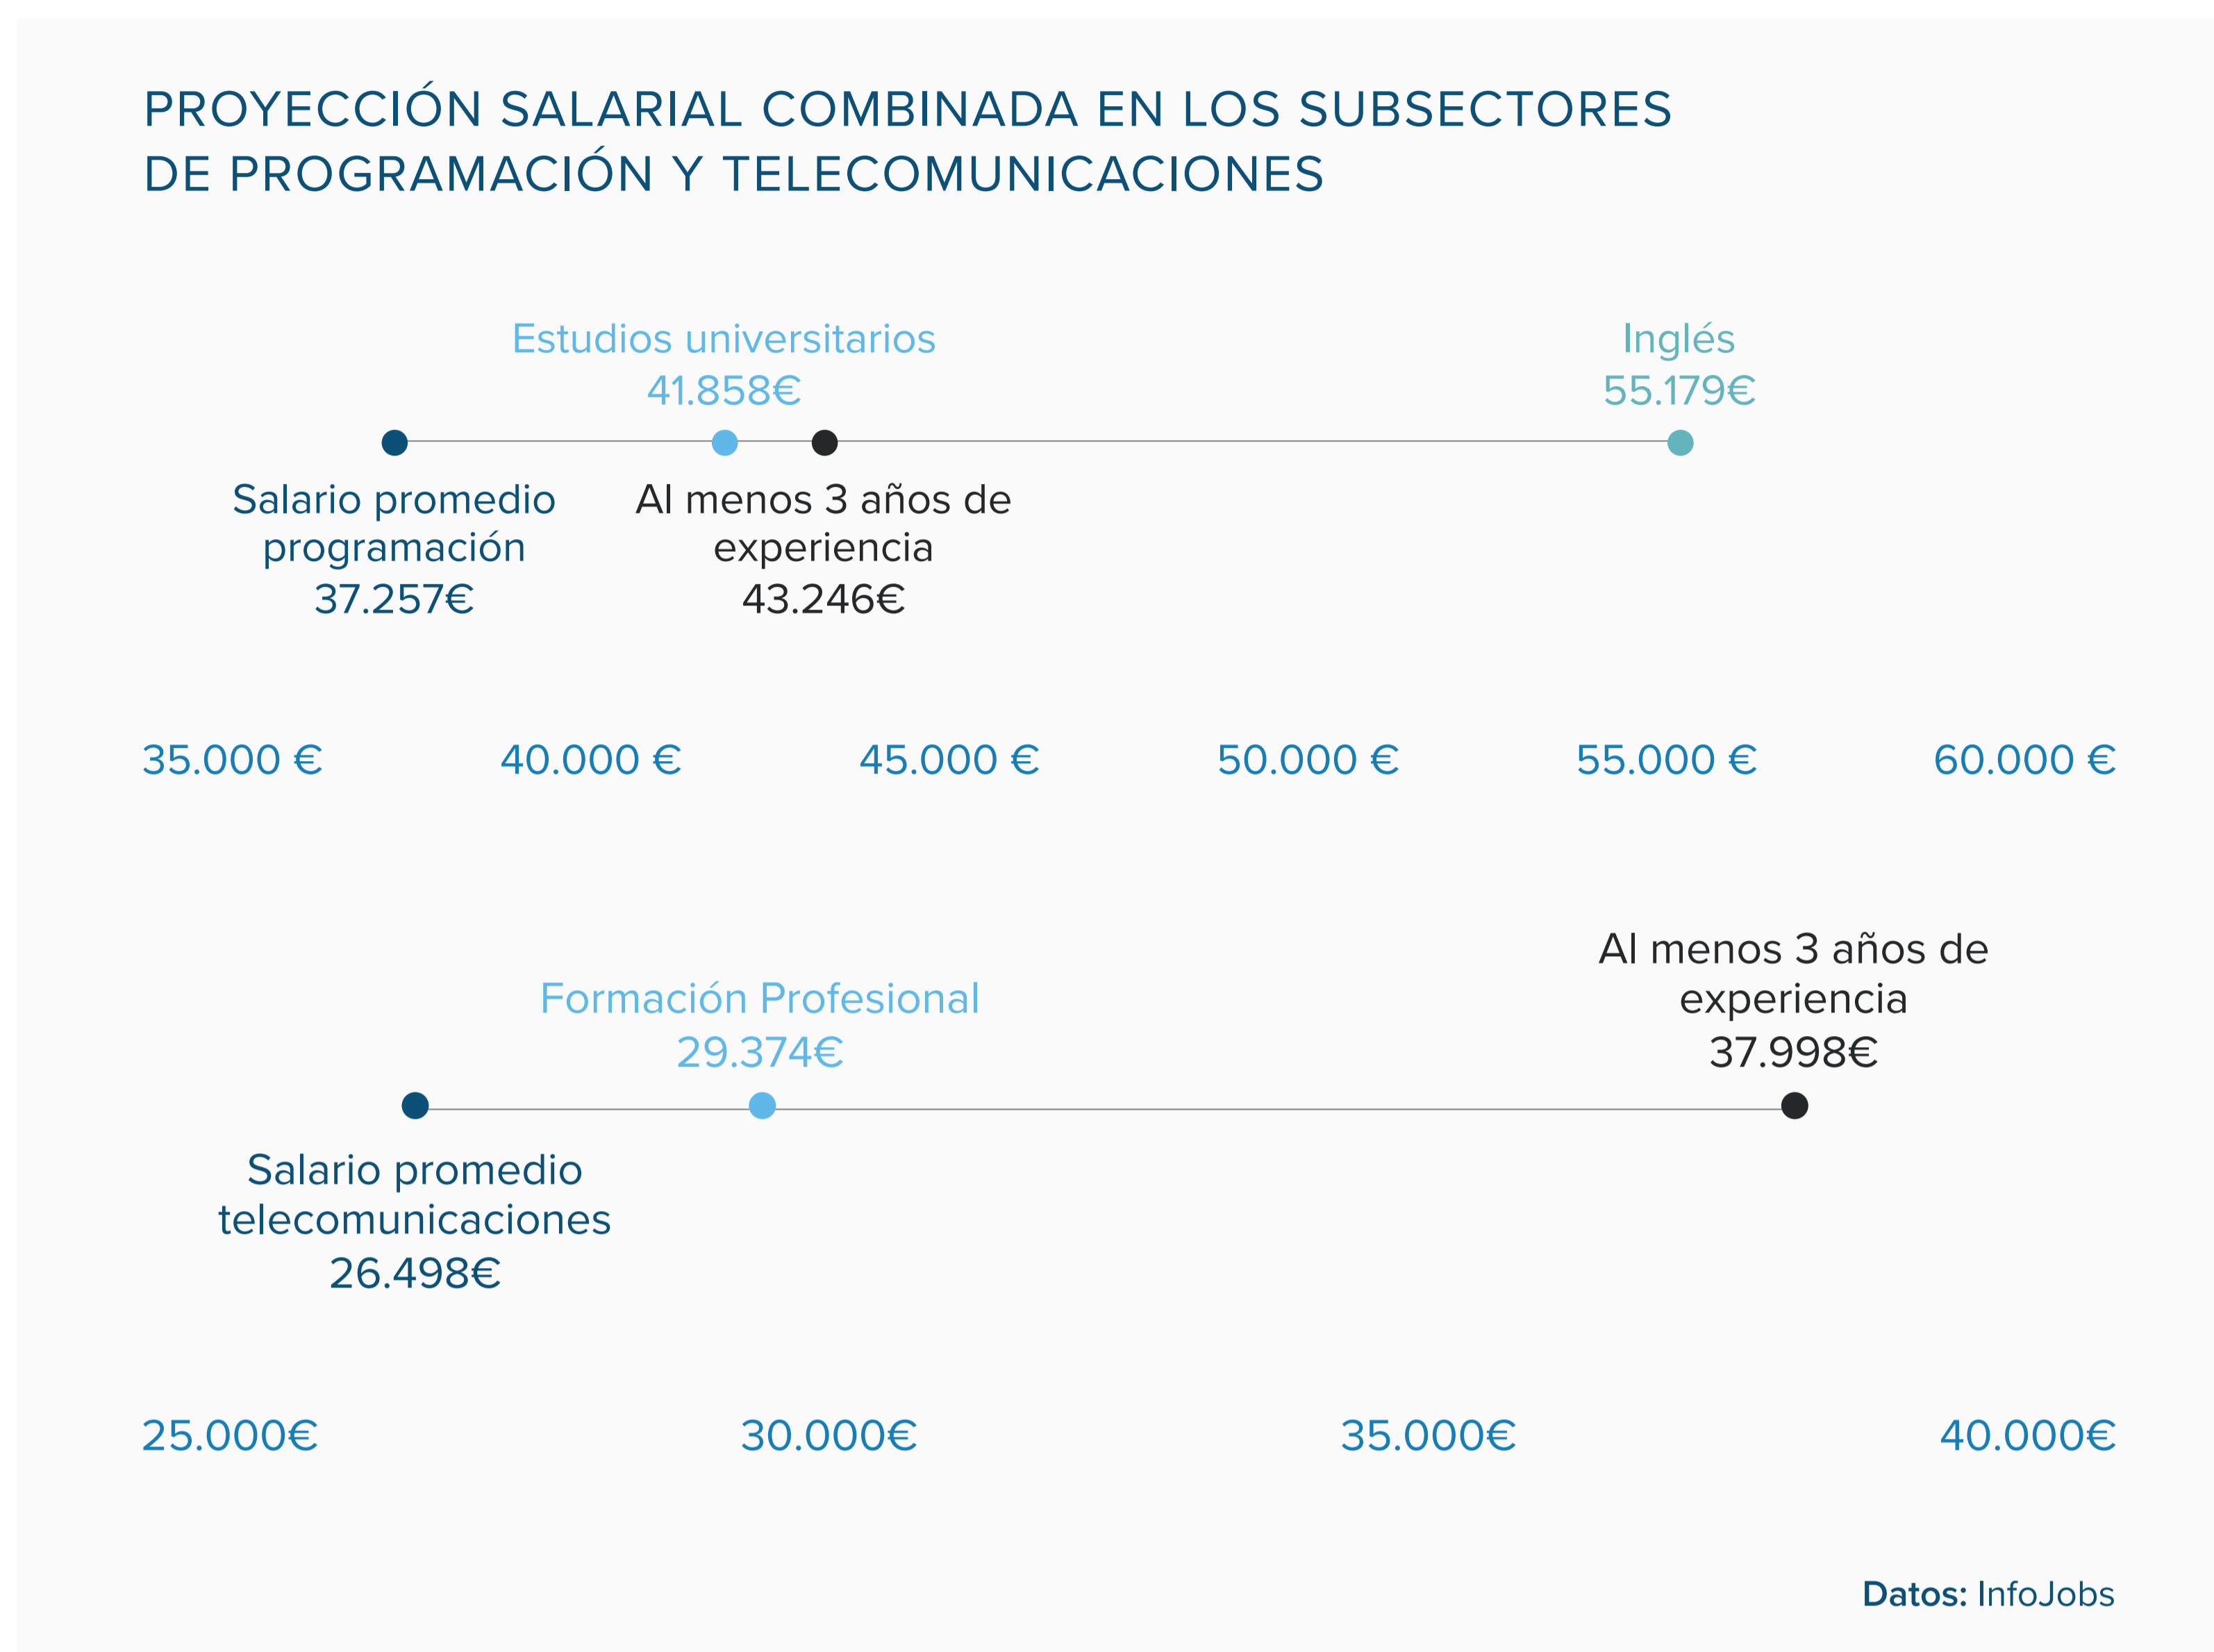 PROYECCIÓN SALARIAL COMBINADA EN LOS SUBSECTORES
DE PROGRAMACIÓN Y TELECOMUNICACIONES
Estudios universitarios
41.858€
Inglés
55.179€
Salario promedio
programación
37.257€
Al menos 3 años de
experiencia
43.246€
35.000 €
40.000 €
45.000 €
50.000 €
55.000 €
60.000 €
Formación Profesional
29.374€
Al menos 3 años de
experiencia
37.998€
Salario promedio
telecomunicaciones
26.498€
25.000€
30.000€
35.000€
40.000€
Datos: InfoJobs